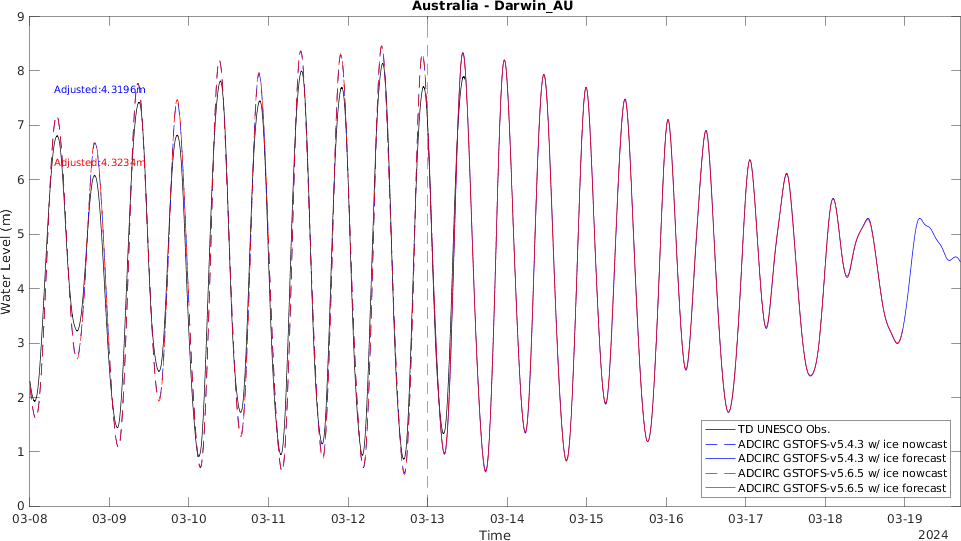 Australia - Darwin_AU
9
8
7
6
5
4
3
2
1
0
Water Level (m)
Adjusted:4.3196m
Adjusted:4.3234m
TD UNESCO Obs.
ADCIRC GSTOFS-v5.4.3 w/ ice nowcast
ADCIRC GSTOFS-v5.4.3 w/ ice forecast
ADCIRC GSTOFS-v5.6.5 w/ ice nowcast
ADCIRC GSTOFS-v5.6.5 w/ ice forecast
03-08 03-09 03-10 03-11 03-12 03-13 03-14 03-15 03-16 03-17 03-18 03-19
Time
2024